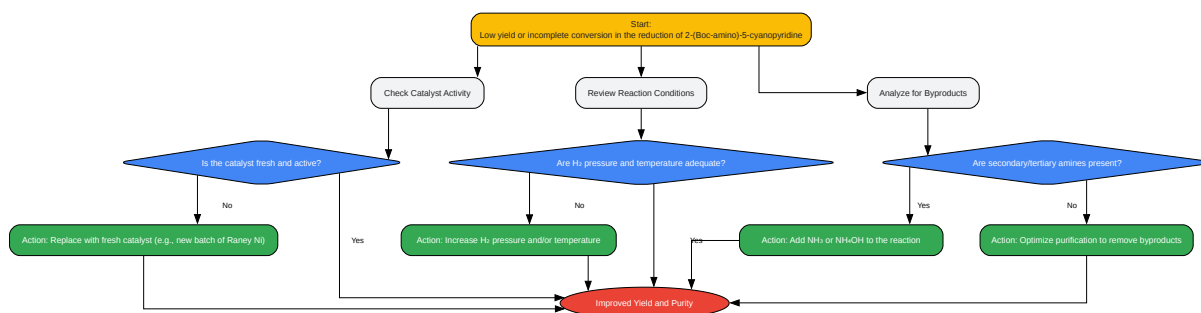 Start:
Low yield or incomplete conversion in the reduction of 2-(Boc-amino)-5-cyanopyridine
Check Catalyst Activity
Review Reaction Conditions
Analyze for Byproducts
Is the catalyst fresh and active?
Are H₂ pressure and temperature adequate?
Are secondary/tertiary amines present?
No
No
Yes
No
Action: Replace with fresh catalyst (e.g., new batch of Raney Ni)
Yes
Action: Increase H₂ pressure and/or temperature
Yes
Action: Add NH₃ or NH₄OH to the reaction
Action: Optimize purification to remove byproducts
Improved Yield and Purity